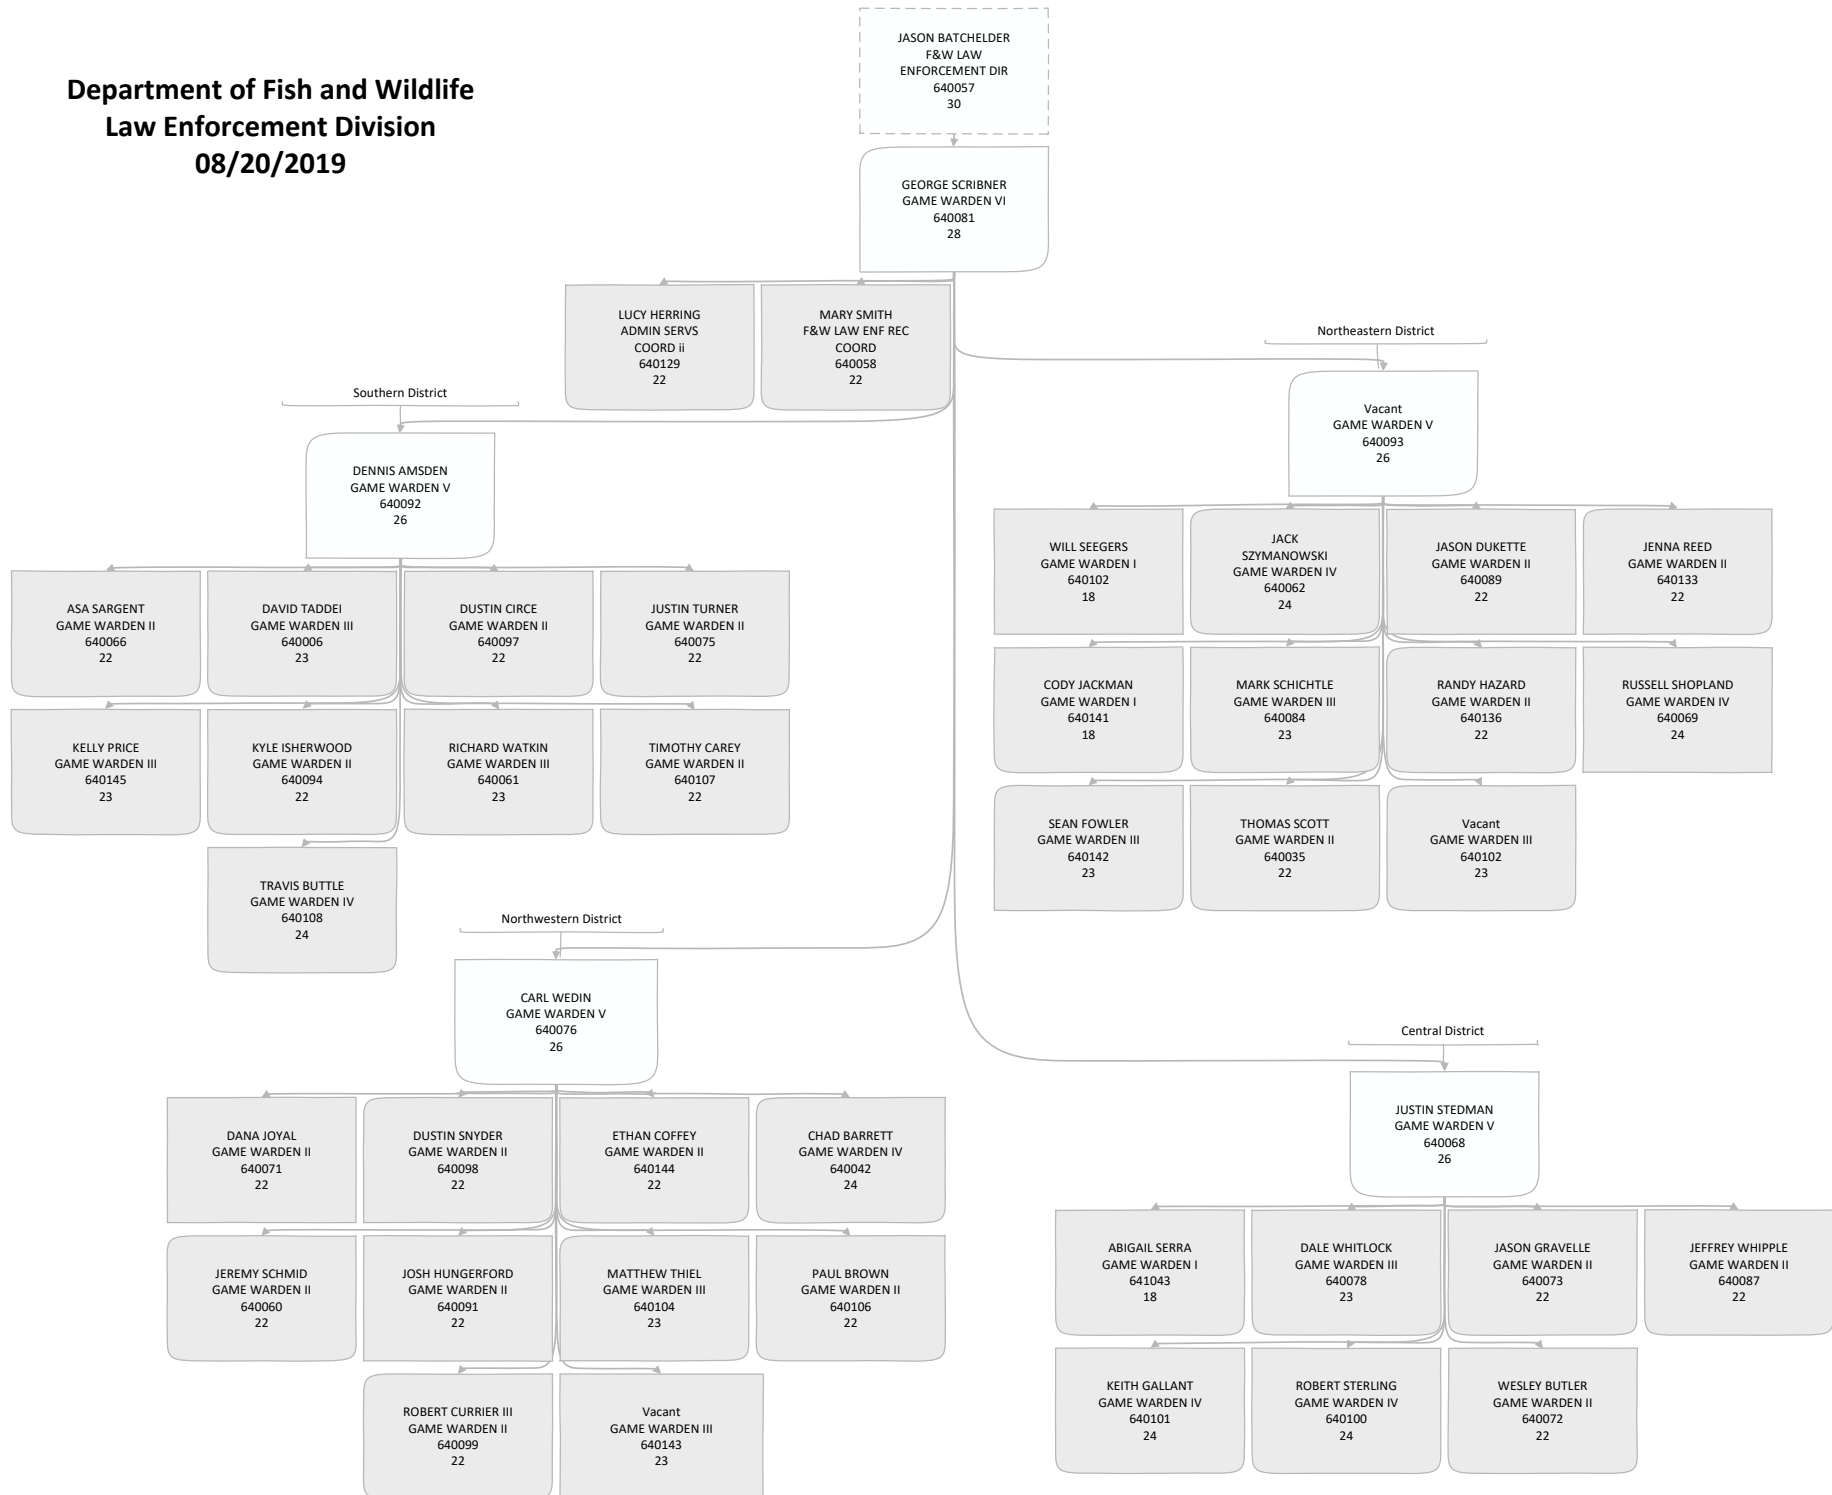 Department of Fish and Wildlife
Law Enforcement Division
08/20/2019
JASON BATCHELDER
F&W LAW
ENFORCEMENT DIR
640057
30
GEORGE SCRIBNER
GAME WARDEN VI
640081
28
LUCY HERRING
ADMIN SERVS
COORD ii
640129
22
MARY SMITH
F&W LAW ENF REC
COORD
640058
22
Southern District
DENNIS AMSDEN
GAME WARDEN V
640092
26
ASA SARGENT
GAME WARDEN II
640066
22
DAVID TADDEI
GAME WARDEN III
640006
23
DUSTIN CIRCE
GAME WARDEN II
640097
22
JUSTIN TURNER
GAME WARDEN II
640075
22
KELLY PRICE
GAME WARDEN III
640145
23
KYLE ISHERWOOD
GAME WARDEN II
640094
22
RICHARD WATKIN
GAME WARDEN III
640061
23
TIMOTHY CAREY
GAME WARDEN II
640107
22
TRAVIS BUTTLE
GAME WARDEN IV
640108
24
Northeastern District
Vacant
GAME WARDEN V
640093
26
WILL SEEGERS
GAME WARDEN I
640102
18
JACK
SZYMANOWSKI
GAME WARDEN IV
640062
24
JASON DUKETTE
GAME WARDEN II
640089
22
JENNA REED
GAME WARDEN II
640133
22
CODY JACKMAN
GAME WARDEN I
640141
18
MARK SCHICHTLE
GAME WARDEN III
640084
23
RANDY HAZARD
GAME WARDEN II
640136
22
RUSSELL SHOPLAND
GAME WARDEN IV
640069
24
SEAN FOWLER
GAME WARDEN III
640142
23
THOMAS SCOTT
GAME WARDEN II
640035
22
Vacant
GAME WARDEN III
640102
23
Northwestern District
CARL WEDIN
GAME WARDEN V
640076
26
DANA JOYAL
GAME WARDEN II
640071
22
DUSTIN SNYDER
GAME WARDEN II
640098
22
ETHAN COFFEY
GAME WARDEN II
640144
22
CHAD BARRETT
GAME WARDEN IV
640042
24
JEREMY SCHMID
GAME WARDEN II
640060
22
JOSH HUNGERFORD
GAME WARDEN II
640091
22
MATTHEW THIEL
GAME WARDEN III
640104
23
PAUL BROWN
GAME WARDEN II
640106
22
ROBERT CURRIER III
GAME WARDEN II
640099
22
Vacant
GAME WARDEN III
640143
23
Central District
JUSTIN STEDMAN
GAME WARDEN V
640068
26
ABIGAIL SERRA
GAME WARDEN I
641043
18
DALE WHITLOCK
GAME WARDEN III
640078
23
JASON GRAVELLE
GAME WARDEN II
640073
22
JEFFREY WHIPPLE
GAME WARDEN II
640087
22
KEITH GALLANT
GAME WARDEN IV
640101
24
ROBERT STERLING
GAME WARDEN IV
640100
24
WESLEY BUTLER
GAME WARDEN II
640072
22